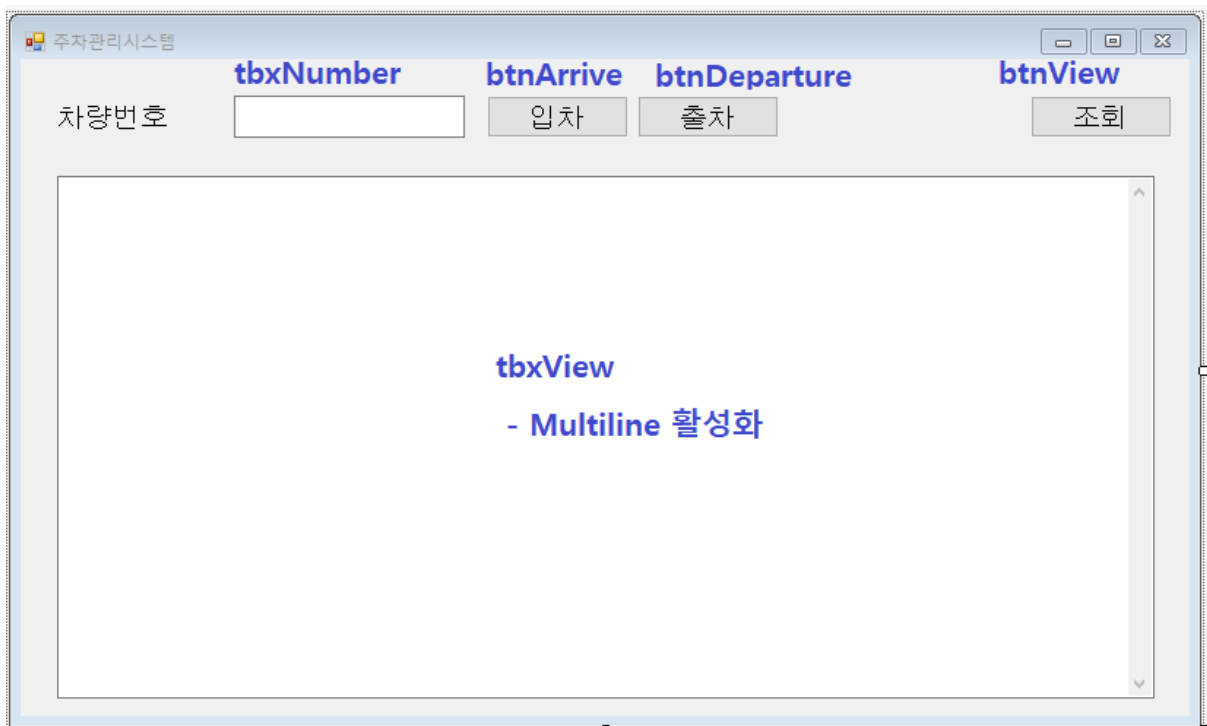 주차관리시스템
tbxNumber btnArrive btnDeparture btnView
차량번호 입차 출차 조회
tbxView
- Multiline 활성화